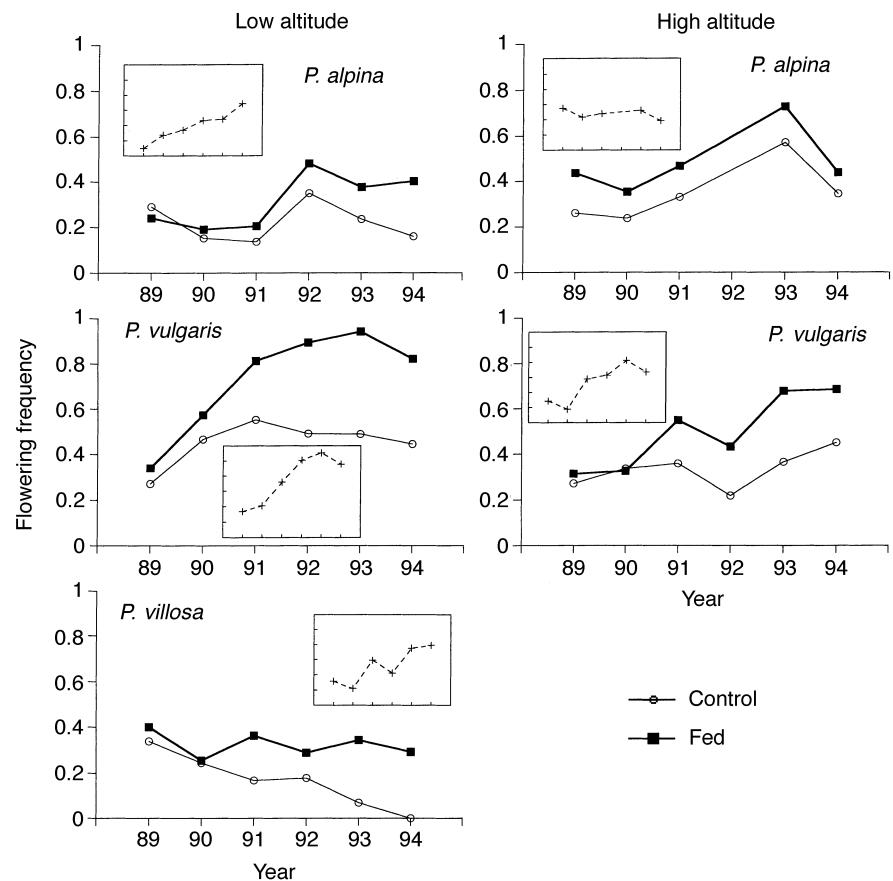 Low altitude
High altitude
P. alpina
1
0.8
0.6
0.4
0.2
0
89 90 91 92 93 94
P. alpina
1
0.8
0.6
0.4
0.2
0
89 90 91 92 93 94
Flowering frequency
P. vulgaris
1
0.8
0.6
0.4
0.2
0
89 90 91 92 93 94
P. vulgaris
1
0.8
0.6
0.4
0.2
0
89 90 91 92 93 94
Year
P. villosa
1
0.8
0.6
0.4
0.2
0
89 90 91 92 93 94
Year
Control
Fed